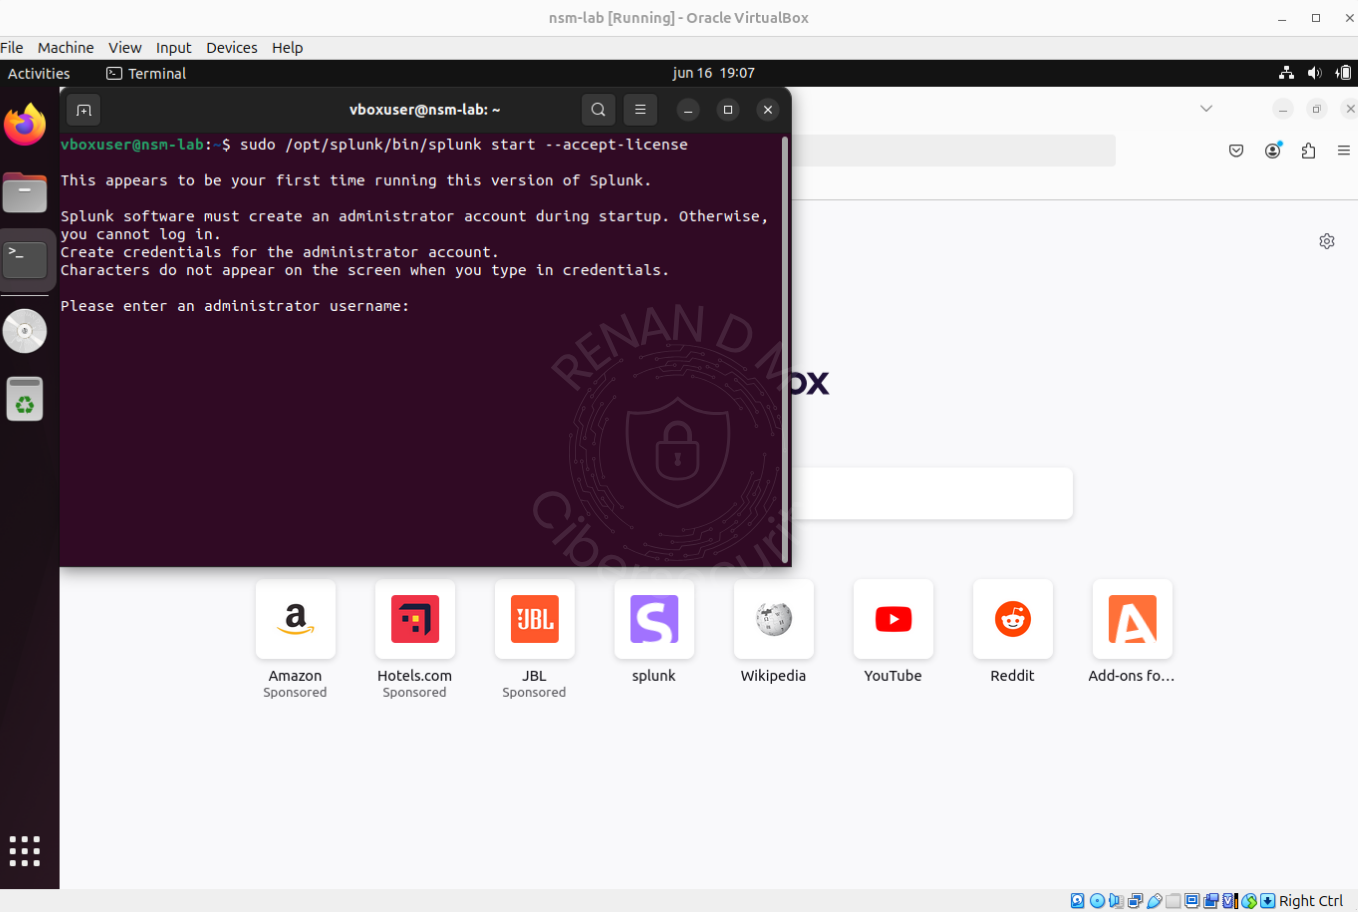 nsm-lab [Running] - Oracle VirtualBox
File Machine View Input Devices Help
Activities Terminal jun 16 19:07
vboxuser@nsm-lab: ~
vboxuser@nsm-lab:~$ sudo /opt/splunk/bin/splunk start --accept-license
This appears to be your first time running this version of Splunk.
Splunk software must create an administrator account during startup. Otherwise,
you cannot log in.
Create credentials for the administrator account.
Characters do not appear on the screen when you type in credentials.
Please enter an administrator username:
RENAN D M
ox
a JBL S
Amazon Hotels.com JBL splunk Wikipedia YouTube Reddit Add-ons fo...
Sponsored Sponsored Sponsored
Right Ctrl